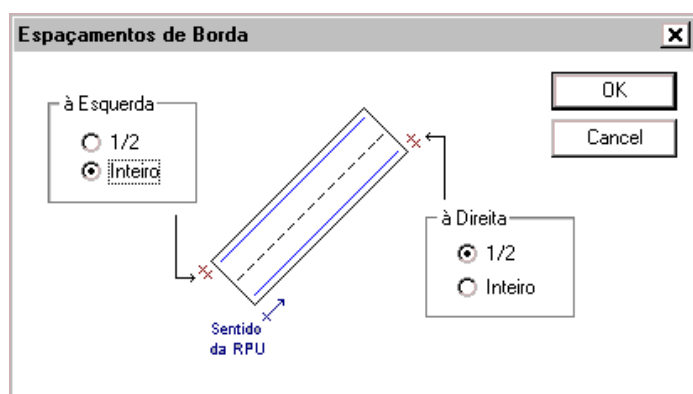 Espaçamentos de Borda
à Esquerda
1/2
Inteiro
OK
Cancel
à Direita
1/2
Inteiro
Sentido
da RPU